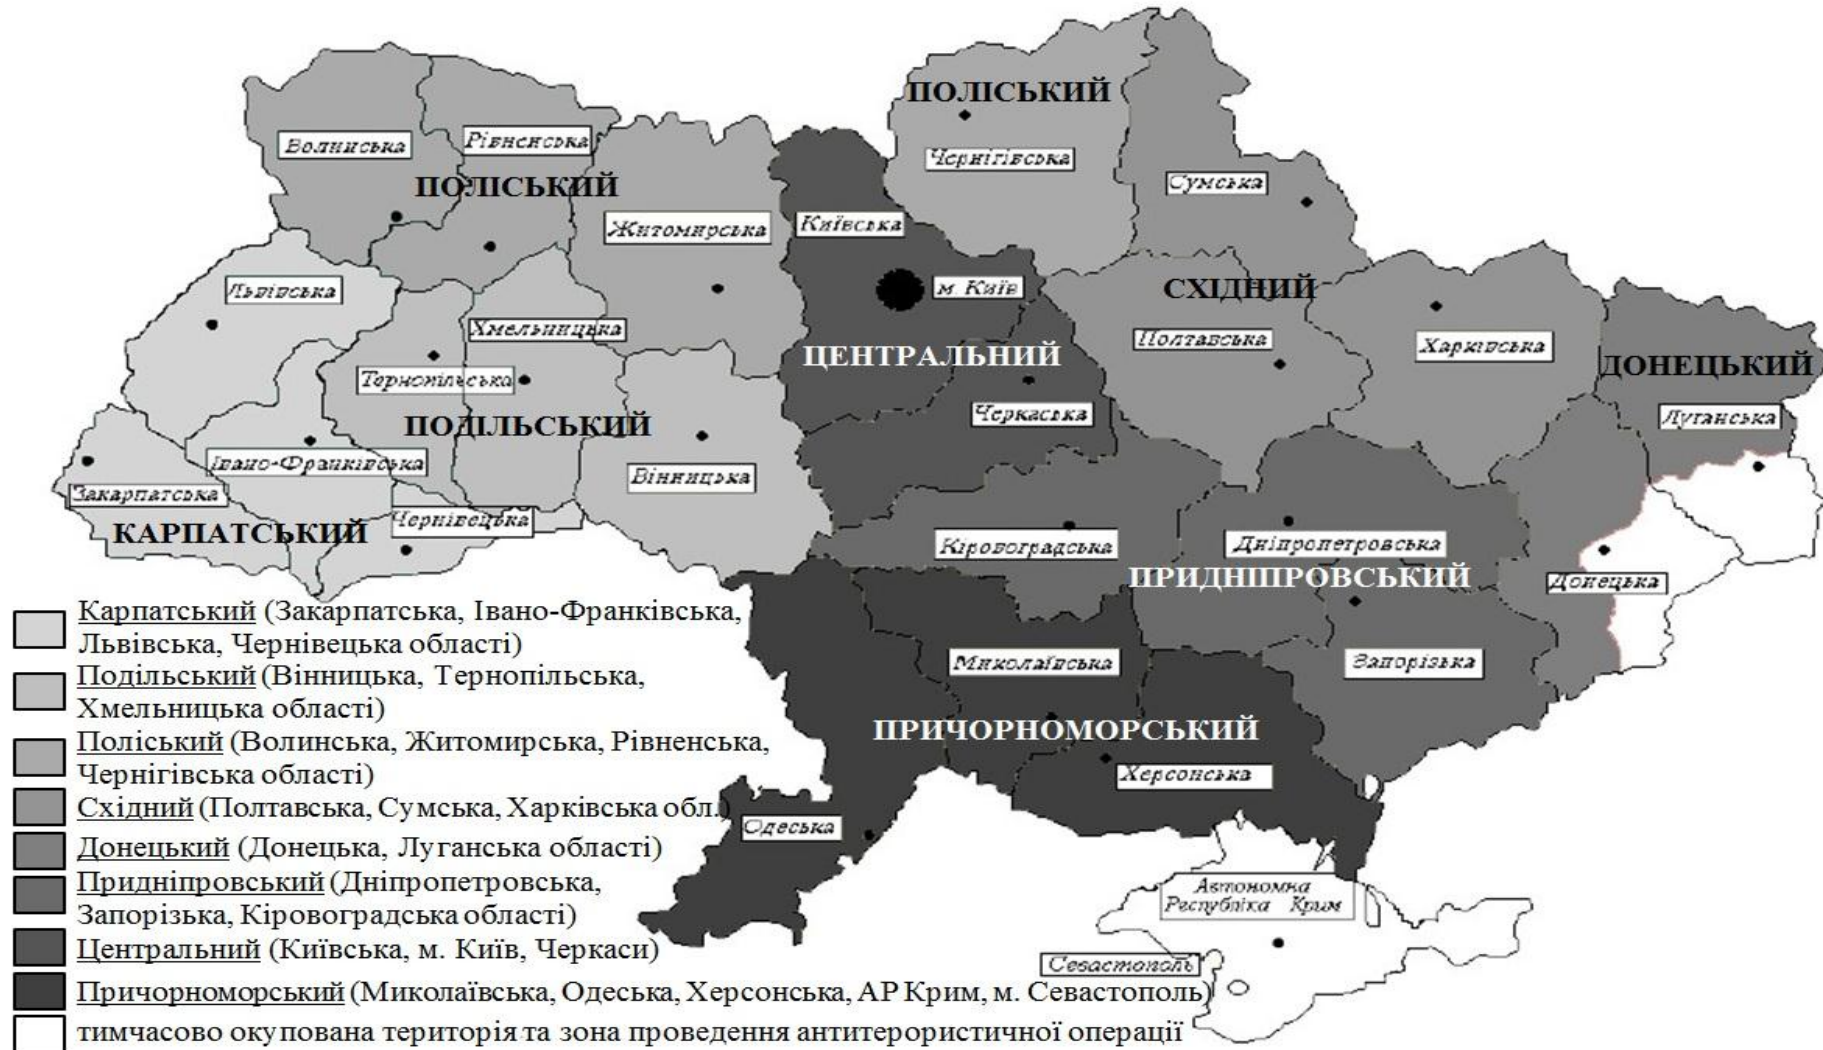 ПОЛІСЬКИЙ
Волинська
Рівненська
Чернігівська
ПОЛІСЬКИЙ
Сумська
Житомирська
Київська
Львівська
м. Київ
СХІДНИЙ
Хмельницька
Полтавська
Харківська
ЦЕНТРАЛЬНИЙ
ДОНЕЦЬКИЙ
Тернопільська
Черкаська
Луганська
ПОДІЛЬСЬКИЙ
Івано-Франківська
Вінницька
Закарпатська
Чернівецька
КАРПАТСЬКИЙ
Кіровоградська
Дніпропетровська
ПРИДНІПРОВСЬКИЙ
Донецька
Миколаївська
Запорізька
ПРИЧОРНОМОРСЬКИЙ
Херсонська
Одеська
Автономна
Республіка Крим
Севастополь
Карпатський (Закарпатська, Івано-Франківська,
Львівська, Чернівецька області)
Подільський (Вінницька, Тернопільська,
Хмельницька області)
Поліський (Волинська, Житомирська, Рівненська,
Чернігівська області)
Східний (Полтавська, Сумська, Харківська обл.)
Донецький (Донецька, Луганська області)
Придніпровський (Дніпропетровська,
Запорізька, Кіровоградська області)
Центральний (Київська, м. Київ, Черкаси)
Причорноморський (Миколаївська, Одеська, Херсонська, АР Крим, м. Севастополь)
тимчасово окупована територія та зона проведення антитерористичної операції